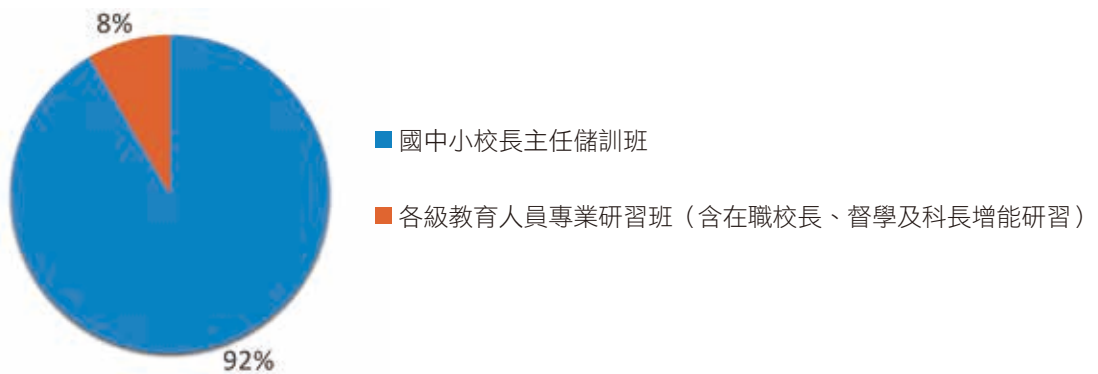 8%
國中小校長主任儲訓班
各級教育人員專業研習班（含在職校長、督學及科長增能研習）
92%